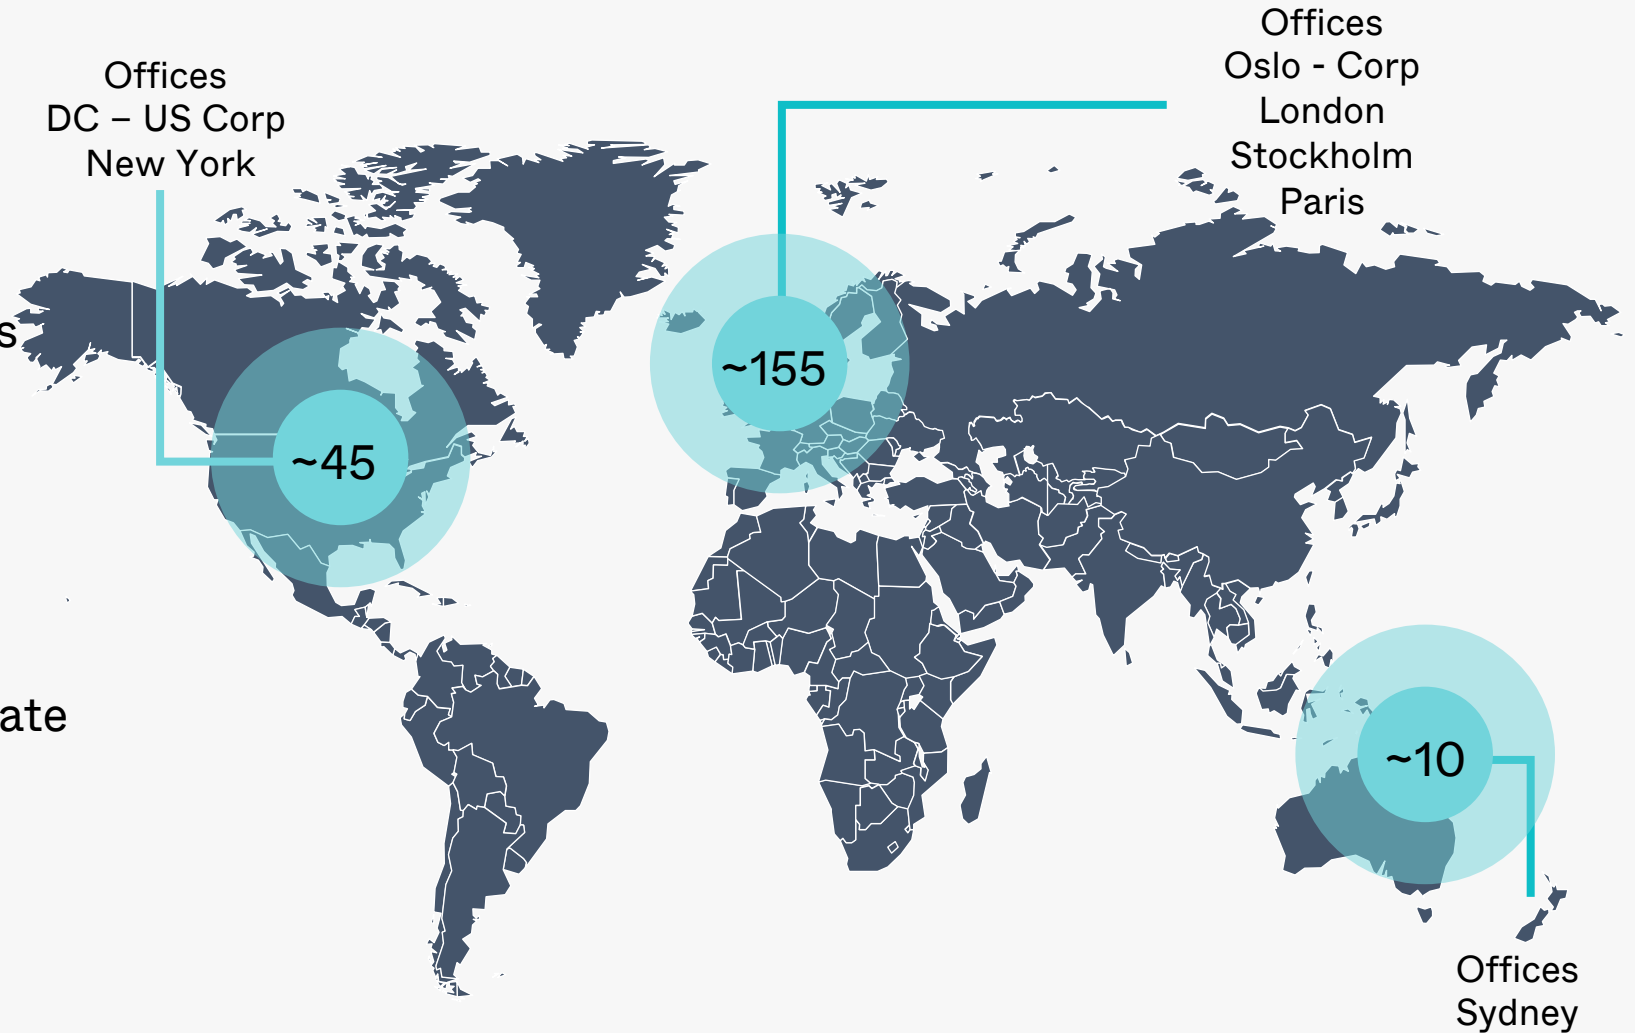 Offices
DC – US Corp
New York
Offices
Oslo - Corp
London
Stockholm
Paris
s
~155
~45
ate
~10
Offices
Sydney